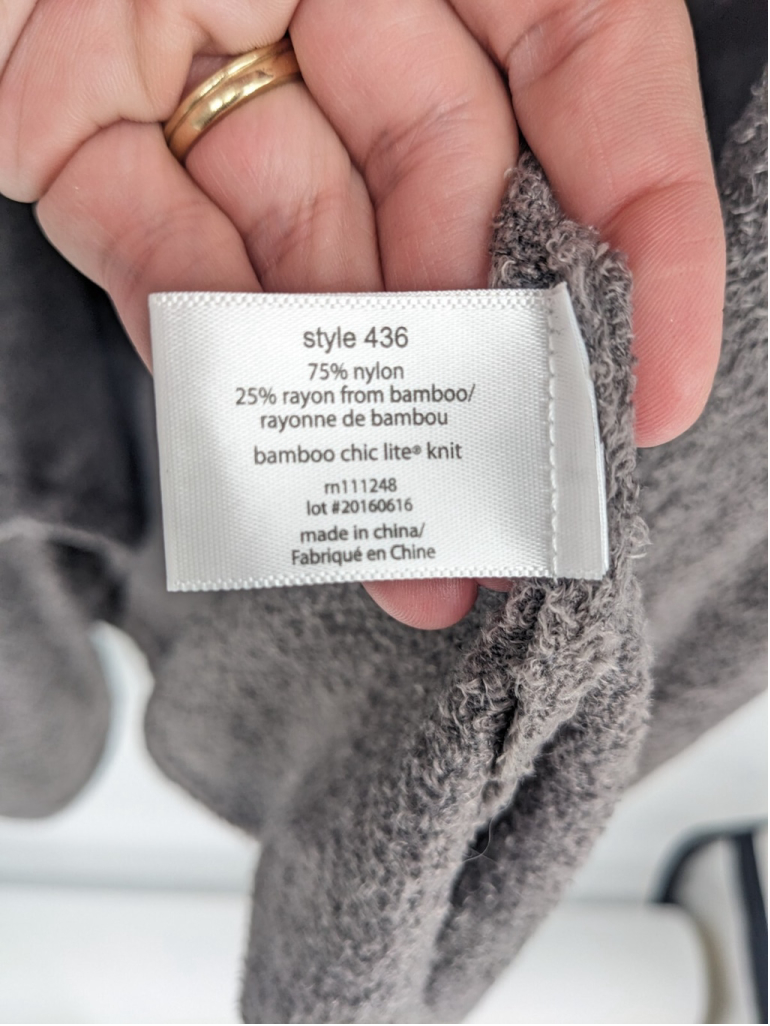 style 436
75% nylon
25% rayon from bamboo/
rayonne de bambou
bamboo chic lite® knit
rn111248
lot #20160616
made in china/
Fabriqué en Chine